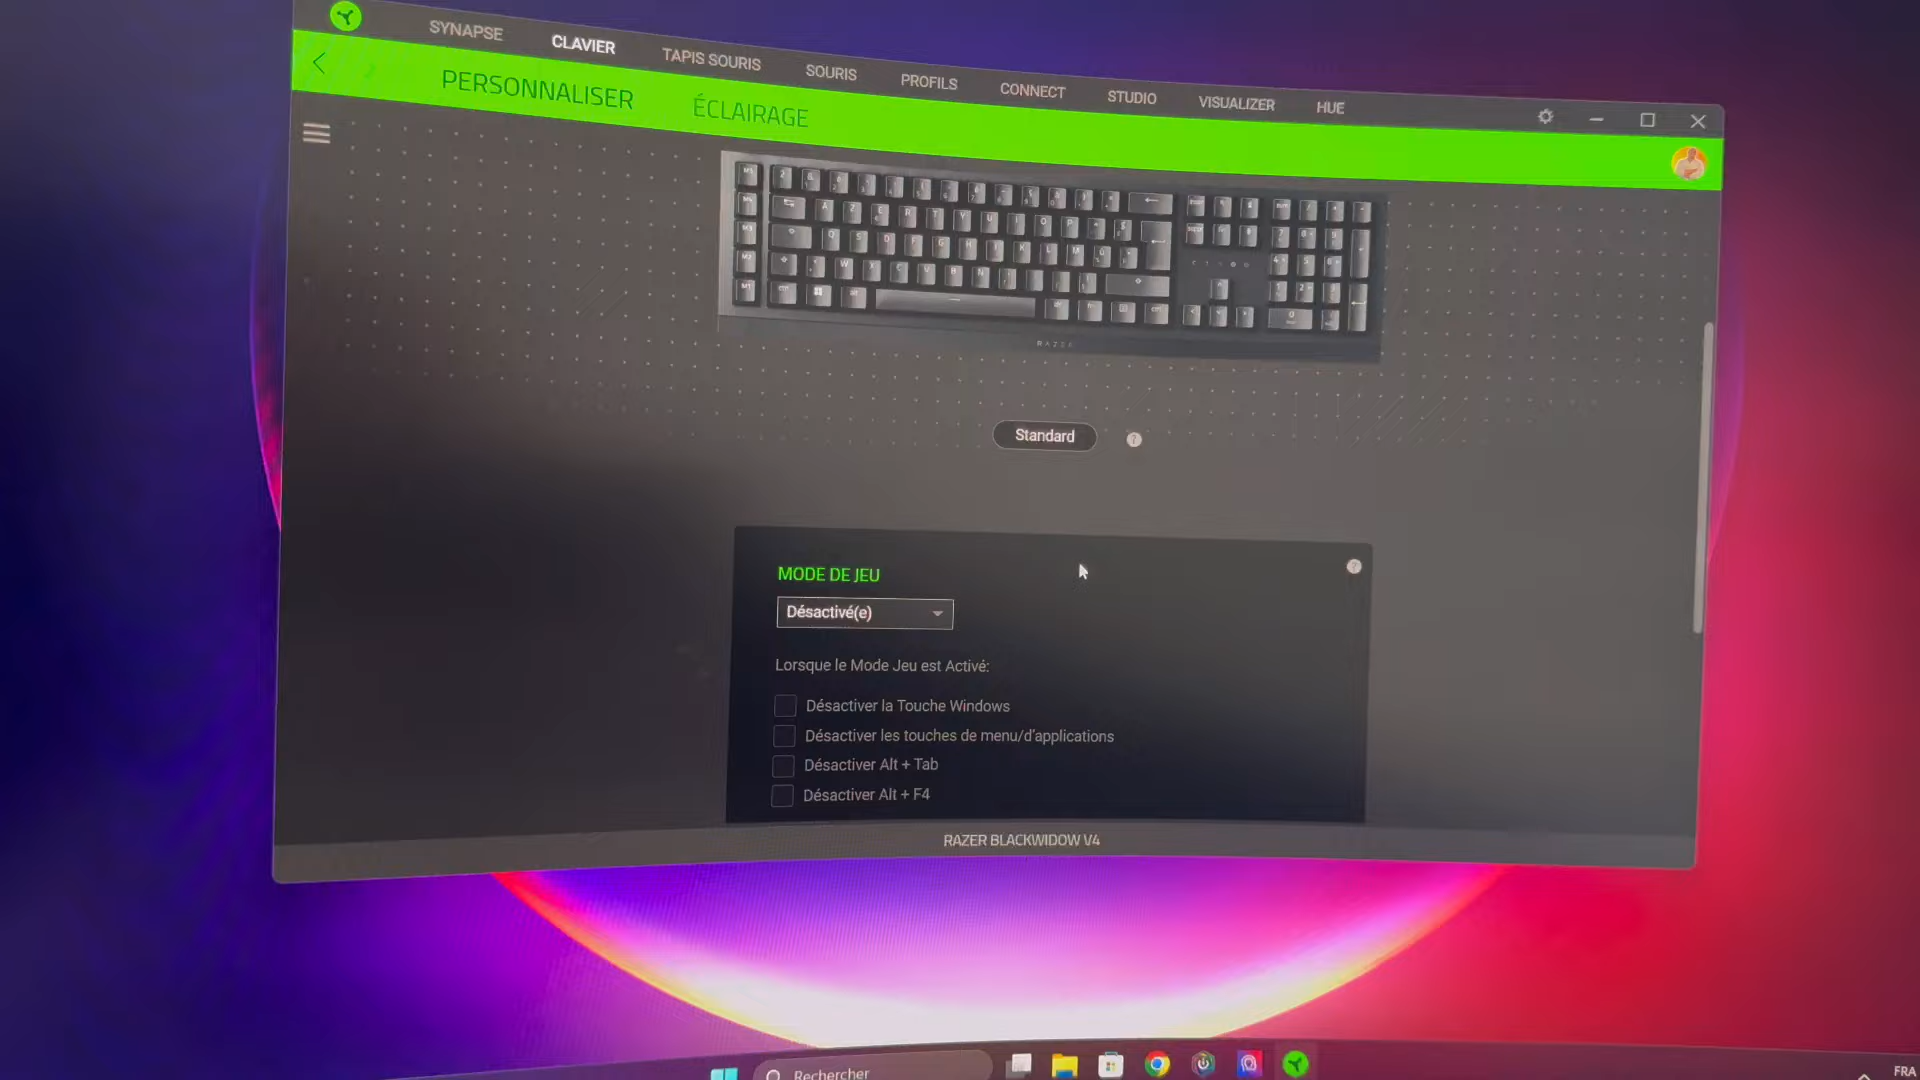 SYNAPSE
CLAVIER
TAPIS SOURIS
SOURIS
PROFILS
CONNECT
STUDIO
VISUALIZER
HUE
PERSONNALISER
ÉCLAIRAGE
RAZER
Standard
?
MODE DE JEU
?
Désactivé(e)
Lorsque le Mode Jeu est Activé:
Désactiver la Touche Windows
Désactiver les touches de menu/d'applications
Désactiver Alt + Tab
Désactiver Alt + F4
RAZER BLACKWIDOW V4
Rechercher
FRA